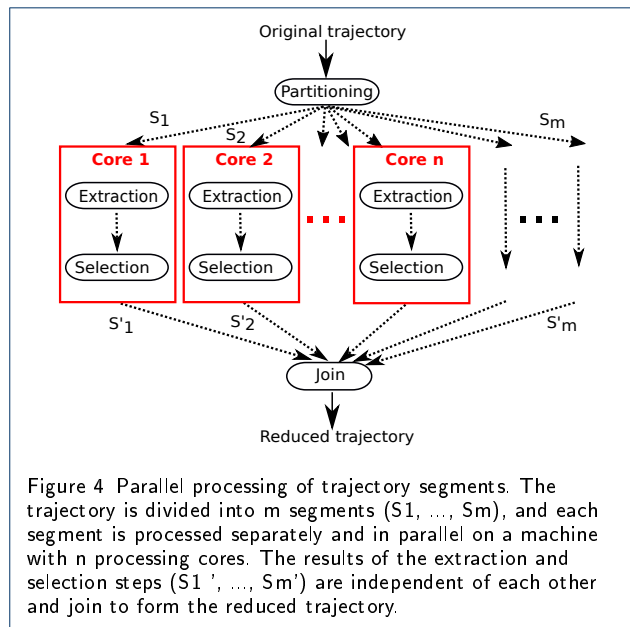 Original trajectory
Partitioning
S1
S2
Sm
Core 1
Core 2
Core n
Extraction
Extraction
Extraction
Selection
Selection
Selection
S'1
S'2
S'm
Join
Reduced trajectory
Figure 4 Parallel processing of trajectory segments. The
trajectory is divided into m segments (S1, ..., Sm), and each
segment is processed separately and in parallel on a machine
with n processing cores. The results of the extraction and
selection steps (S1 ', ..., Sm') are independent of each other
and join to form the reduced trajectory.